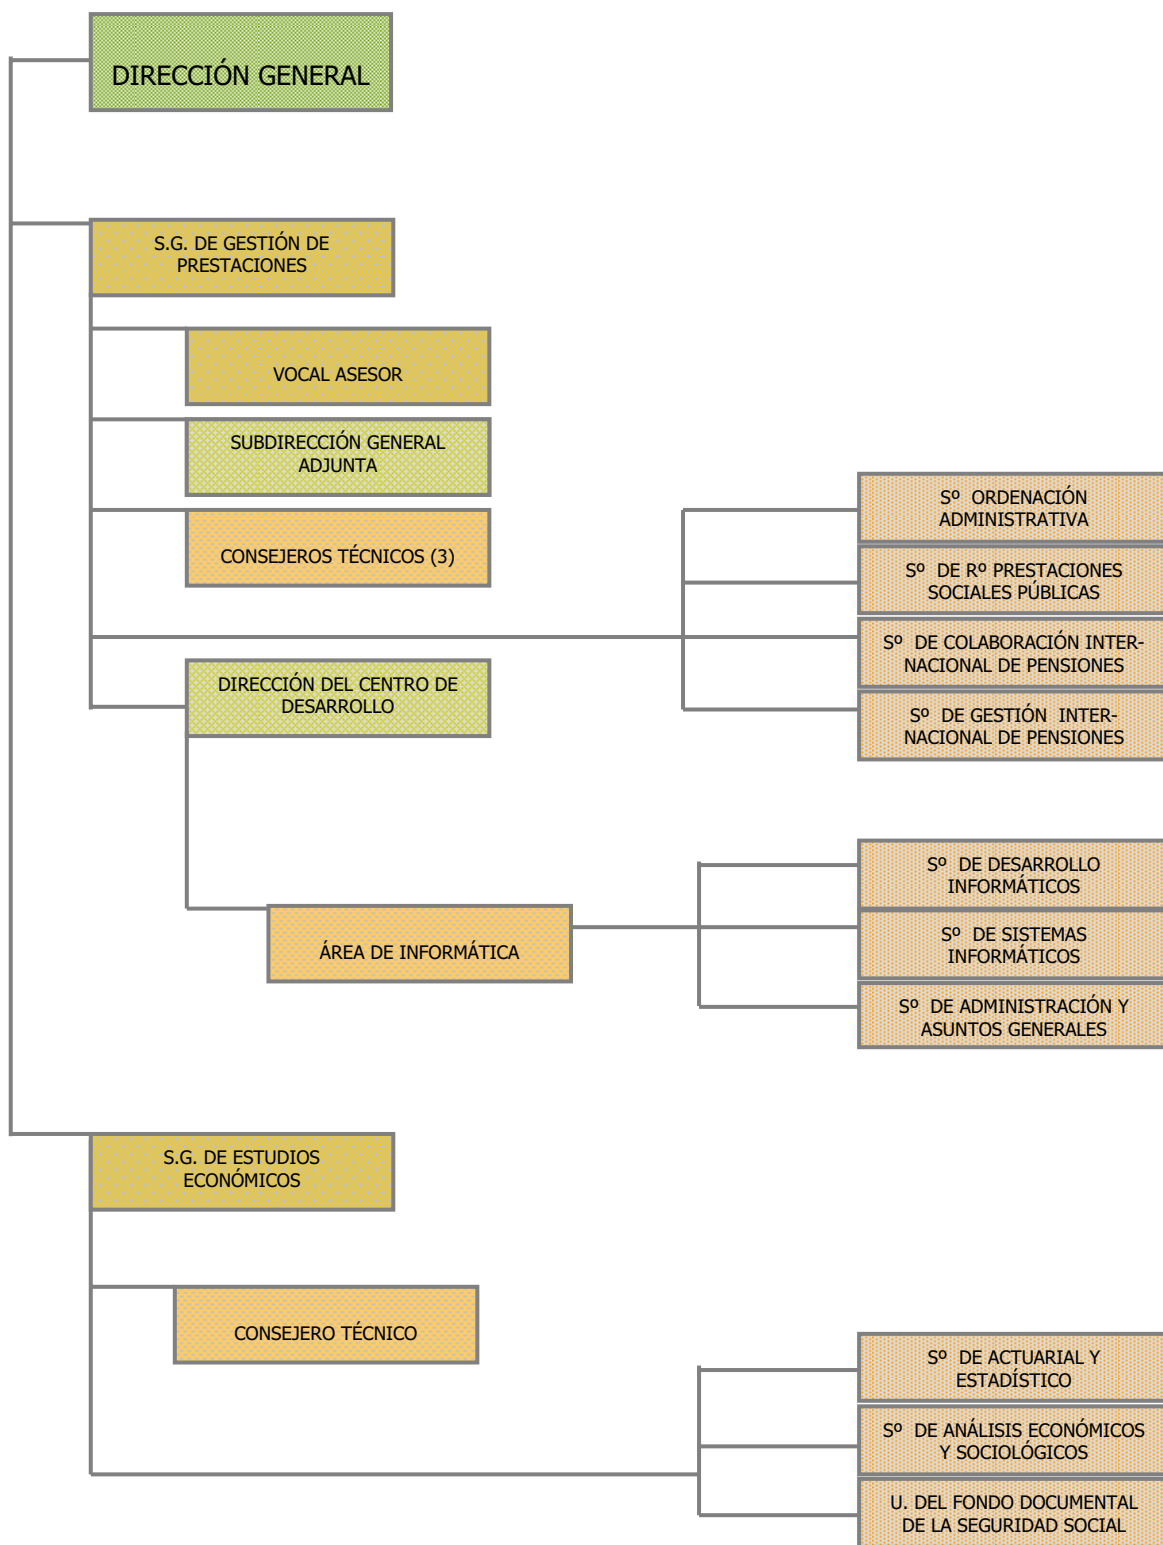 DIRECCIÓN GENERAL
S.G. DE GESTIÓN DE
PRESTACIONES
VOCAL ASESOR
SUBDIRECCIÓN GENERAL
ADJUNTA
CONSEJEROS TÉCNICOS (3)
Sº ORDENACIÓN
ADMINISTRATIVA
Sº DE Rº PRESTACIONES
SOCIALES PÚBLICAS
Sº DE COLABORACIÓN INTER-
NACIONAL DE PENSIONES
Sº DE GESTIÓN INTER-
NACIONAL DE PENSIONES
DIRECCIÓN DEL CENTRO DE
DESARROLLO
ÁREA DE INFORMÁTICA
Sº DE DESARROLLO
INFORMÁTICOS
Sº DE SISTEMAS
INFORMÁTICOS
Sº DE ADMINISTRACIÓN Y
ASUNTOS GENERALES
S.G. DE ESTUDIOS
ECONÓMICOS
CONSEJERO TÉCNICO
Sº DE ACTUARIAL Y
ESTADÍSTICO
Sº DE ANÁLISIS ECONÓMICOS
Y SOCIOLÓGICOS
U. DEL FONDO DOCUMENTAL
DE LA SEGURIDAD SOCIAL